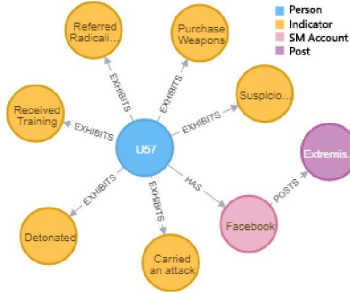 Person
Indicator
SM Account
Post
Referred
Radicali...
Purchase
Weapons
EXHIBITS
EXHIBITS
Suspicio...
EXHIBITS
Received
Training
EXHIBITS
U57
EXHIBITS
EXHIBITS
HAS
POSTS
Extremis...
Detonated
Facebook
Carried
an attack